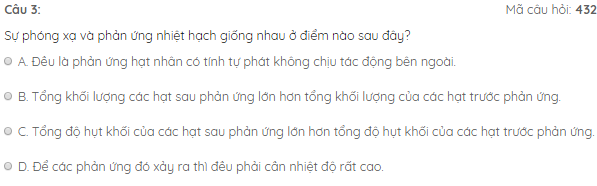 Câu 3:
Mã câu hỏi: 432
Sự phóng xạ và phản ứng nhiệt hạch giống nhau ở điểm nào sau đây?
A. Đều là phản ứng hạt nhân có tính tự phát không chịu tác động bên ngoài.
B. Tổng khối lượng các hạt sau phản ứng lớn hơn tổng khối lượng của các hạt trước phản ứng.
C. Tổng độ hụt khối của các hạt sau phản ứng lớn hơn tổng độ hụt khối của các hạt trước phản ứng.
D. Để các phản ứng đó xảy ra thì đều phải cân nhiệt độ rất cao.